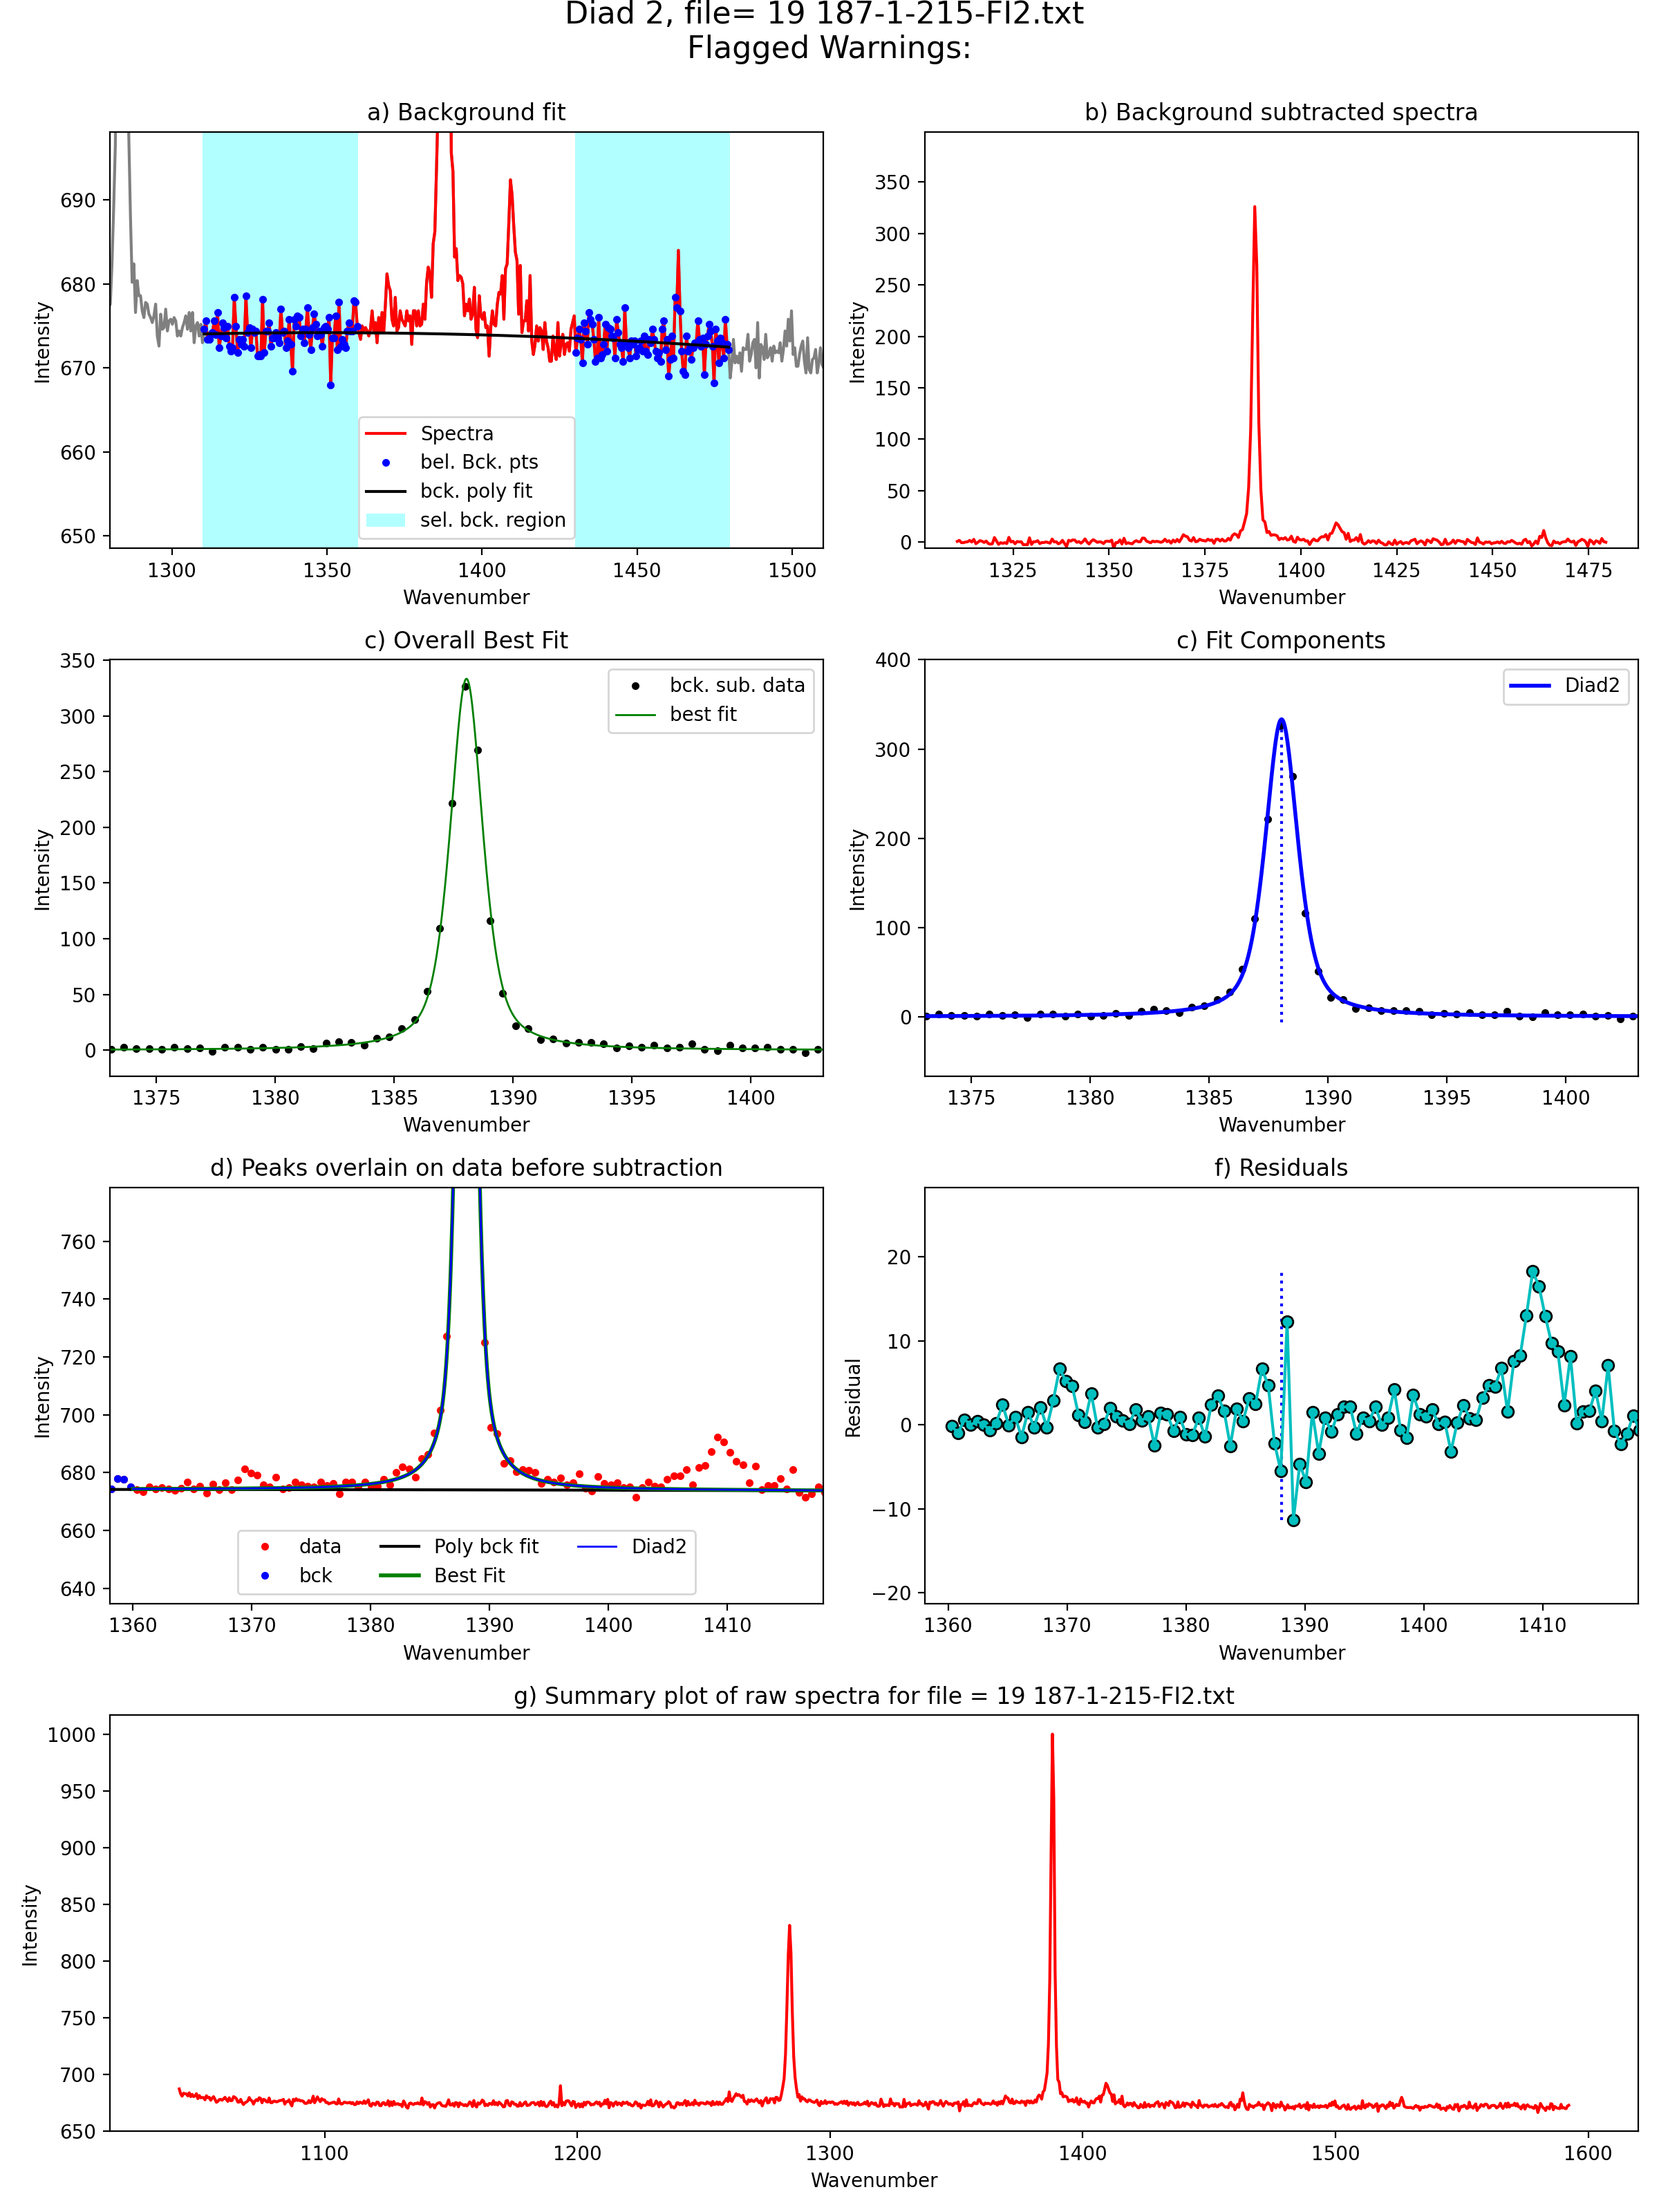 Diad 2, file= 19 187-1-215-FI2.txt
Flagged Warnings:
a) Background fit
Intensity
690
680
670
660
650
Spectra
bel. Bck. pts
bck. poly fit
sel. bck. region
1300 1350 1400 1450 1500
Wavenumber
b) Background subtracted spectra
Intensity
350
300
250
200
150
100
50
0
1325 1350 1375 1400 1425 1450 1475
Wavenumber
c) Overall Best Fit
Intensity
350
300
250
200
150
100
50
0
bck. sub. data
best fit
1375 1380 1385 1390 1395 1400
Wavenumber
c) Fit Components
Intensity
400
300
200
100
0
Diad2
1375 1380 1385 1390 1395 1400
Wavenumber
d) Peaks overlain on data before subtraction
Intensity
760
740
720
700
680
660
640
data
bck
Poly bck fit
Best Fit
Diad2
1360 1370 1380 1390 1400 1410
Wavenumber
f) Residuals
Residual
20
10
0
−10
−20
1360 1370 1380 1390 1400 1410
Wavenumber
g) Summary plot of raw spectra for file = 19 187-1-215-FI2.txt
Intensity
1000
950
900
850
800
750
700
650
1100 1200 1300 1400 1500 1600
Wavenumber